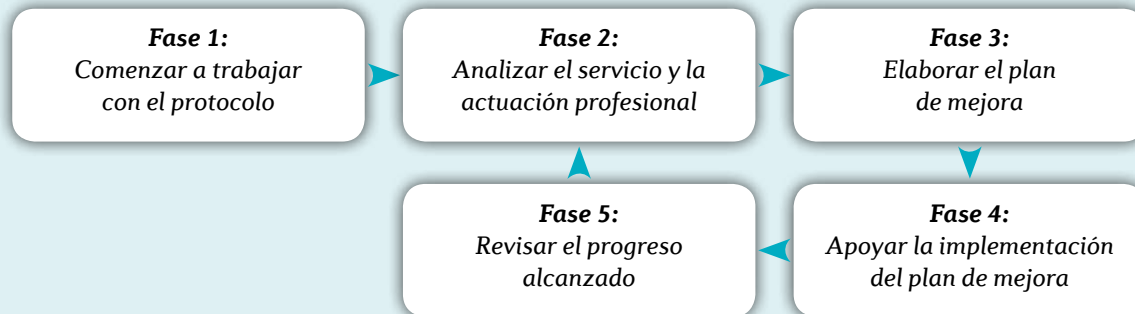 Fase 1:
Comenzar a trabajar
con el protocolo
Fase 2:
Analizar el servicio y la
actuación profesional
Fase 3:
Elaborar el plan
de mejora
Fase 4:
Apoyar la implementación
del plan de mejora
Fase 5:
Revisar el progreso
alcanzado